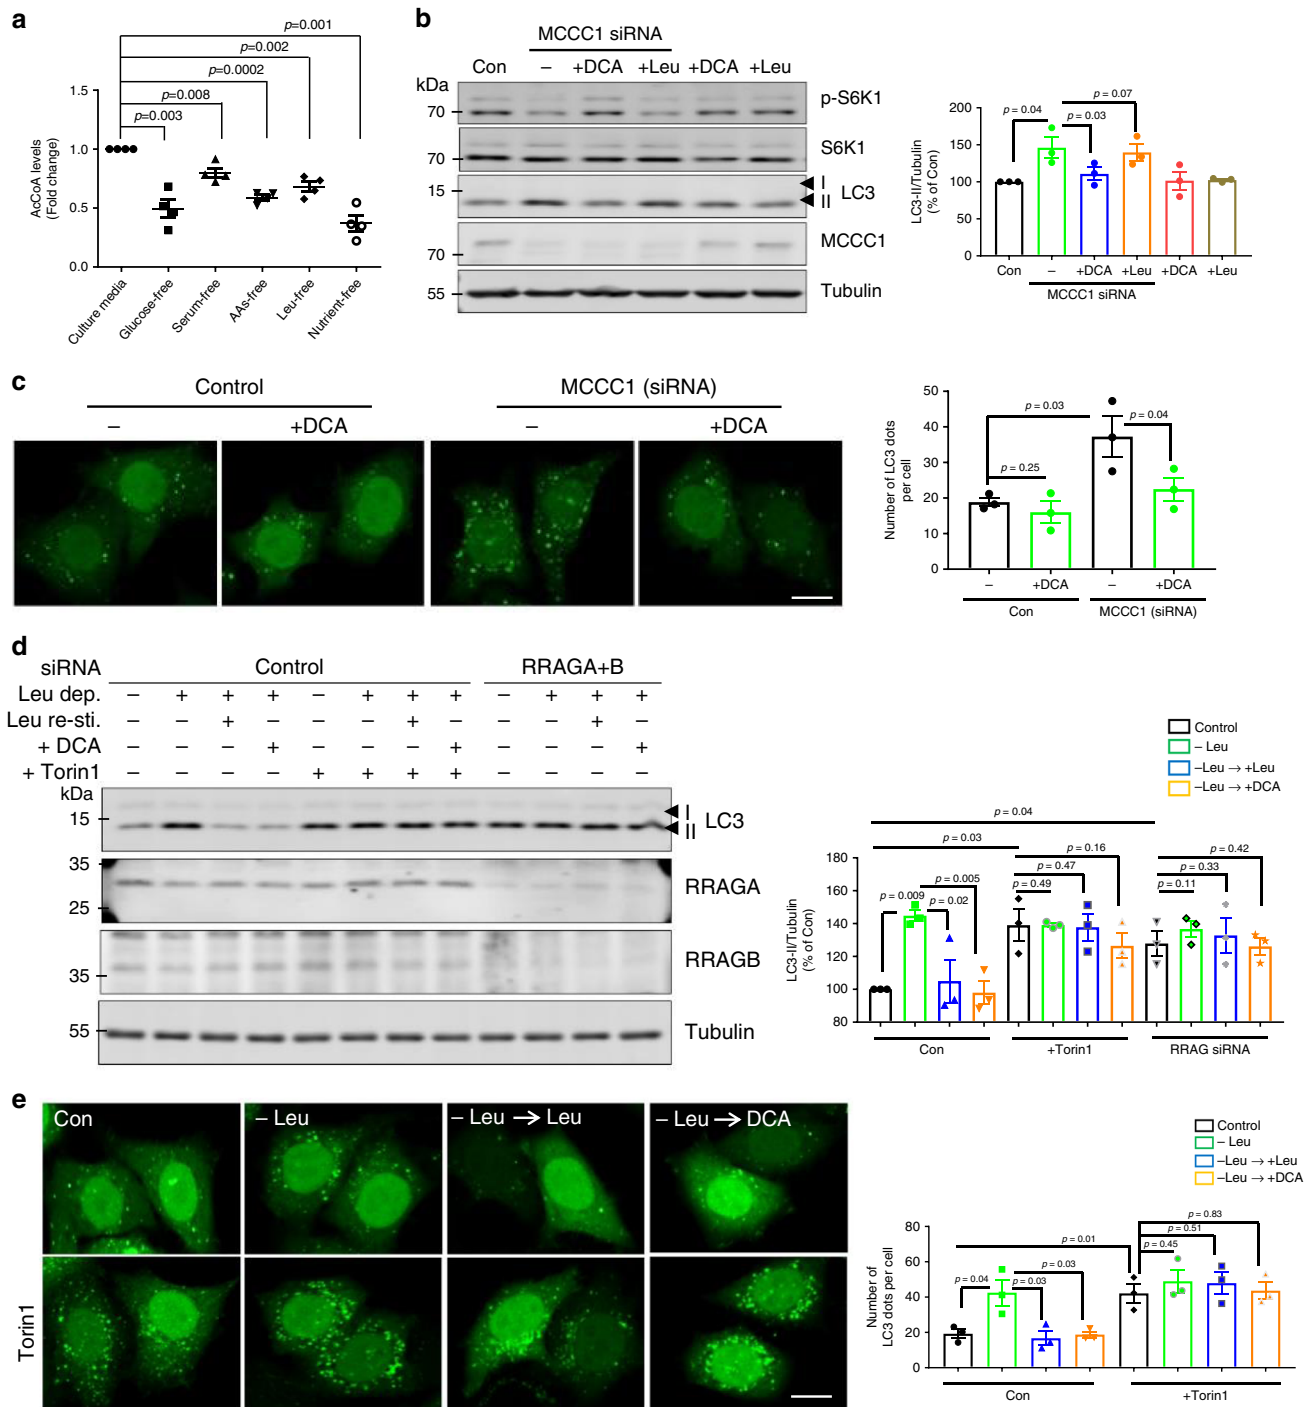 a
p=0.001
p=0.002
p=0.0002
p=0.008
p=0.003
1.5
1.0
0.5
0.0
AcCoA levels
(Fold change)
Culture media
Glucose-free
Serum-free
AAs-free
Leu-free
Nutrient-free
b
MCCC1 siRNA
Con – +DCA +Leu +DCA +Leu
kDa
70 p-S6K1
70 S6K1
15 I
II LC3
70 MCCC1
55 Tubulin
p = 0.07
p = 0.04
p = 0.03
200
150
100
50
0
LC3-II/Tubulin
(% of Con)
Con – +DCA +Leu +DCA +Leu
MCCC1 siRNA
c
Control MCCC1 (siRNA)
– +DCA – +DCA
50
40
30
20
10
0
Number of LC3 dots
per cell
p = 0.03
p = 0.04
p = 0.25
– +DCA – +DCA
Con MCCC1 (siRNA)
d
siRNA Control RRAGA+B
Leu dep. – + + + – + + + – + + +
Leu re-sti. – – + – – – + – – – + –
+ DCA – – – + – – – + – – – +
+ Torin1 – – – – + + + + – – – –
kDa
15 I
II LC3
35
25 RRAGA
35 RRAGB
55 Tubulin
Control
– Leu
–Leu → +Leu
–Leu → +DCA
p = 0.04
p = 0.03
p = 0.16
p = 0.42
p = 0.47
p = 0.33
p = 0.005
p = 0.009
p = 0.02
p = 0.49
p = 0.11
180
160
140
120
100
80
LC3-II/Tubulin
(% of Con)
Con +Torin1 RRAG siRNA
e
Con – Leu – Leu → Leu – Leu → DCA
Torin1
Control
– Leu
–Leu → +Leu
–Leu → +DCA
p = 0.83
p = 0.51
p = 0.01
p = 0.45
p = 0.03
p = 0.04
p = 0.03
80
60
40
20
0
Number of
LC3 dots per cell
Con +Torin1